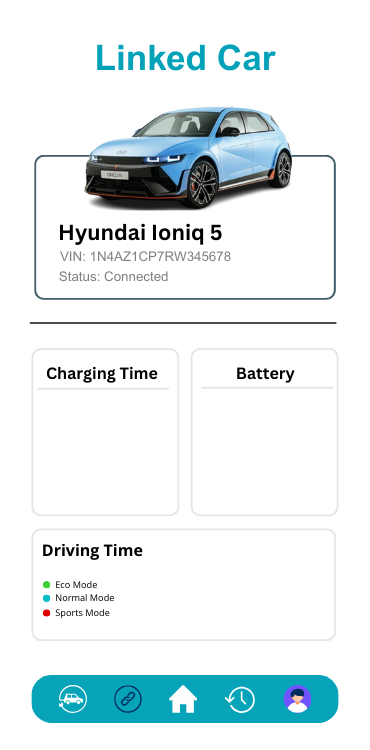 Linked Car
Hyundai Ioniq 5
VIN: 1N4AZ1CP7RW345678
Status: Connected
Charging Time
Battery
Driving Time
Eco Mode
Normal Mode
Sports Mode